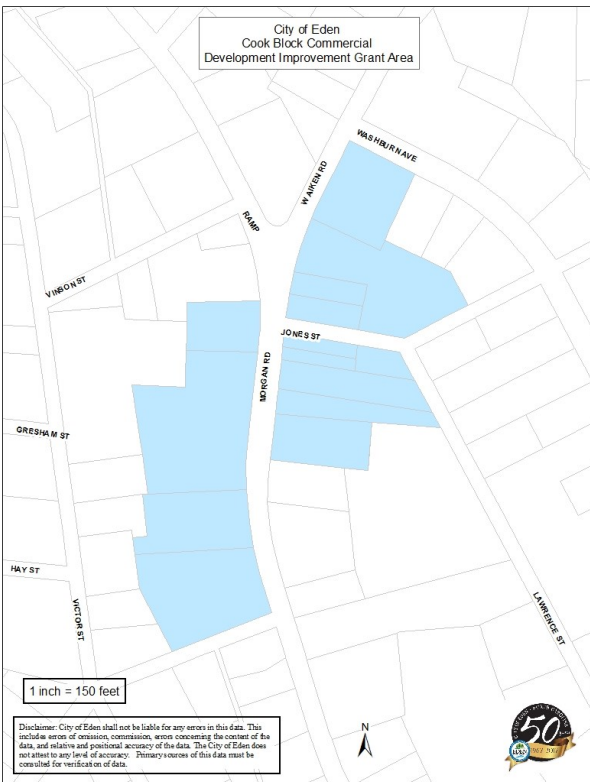 City of Eden
Cook Block Commercial
Development Improvement Grant Area
WASHBURN AVE
W AIKEN RD
RAMP
VINSON ST
JONES ST
MORGAN RD
GRESHAM ST
HAY ST
VICTOR ST
LAWRENCE ST
1 inch = 150 feet
N
Disclaimer: City of Eden shall not be liable for any errors in this data. This
includes errors of omission, commission, errors concerning the content of the
data, and relative and positional accuracy of the data. The City of Eden does
not attest to any level of accuracy. Primary sources of this data must be
consulted for verification of data.
50
EDEN